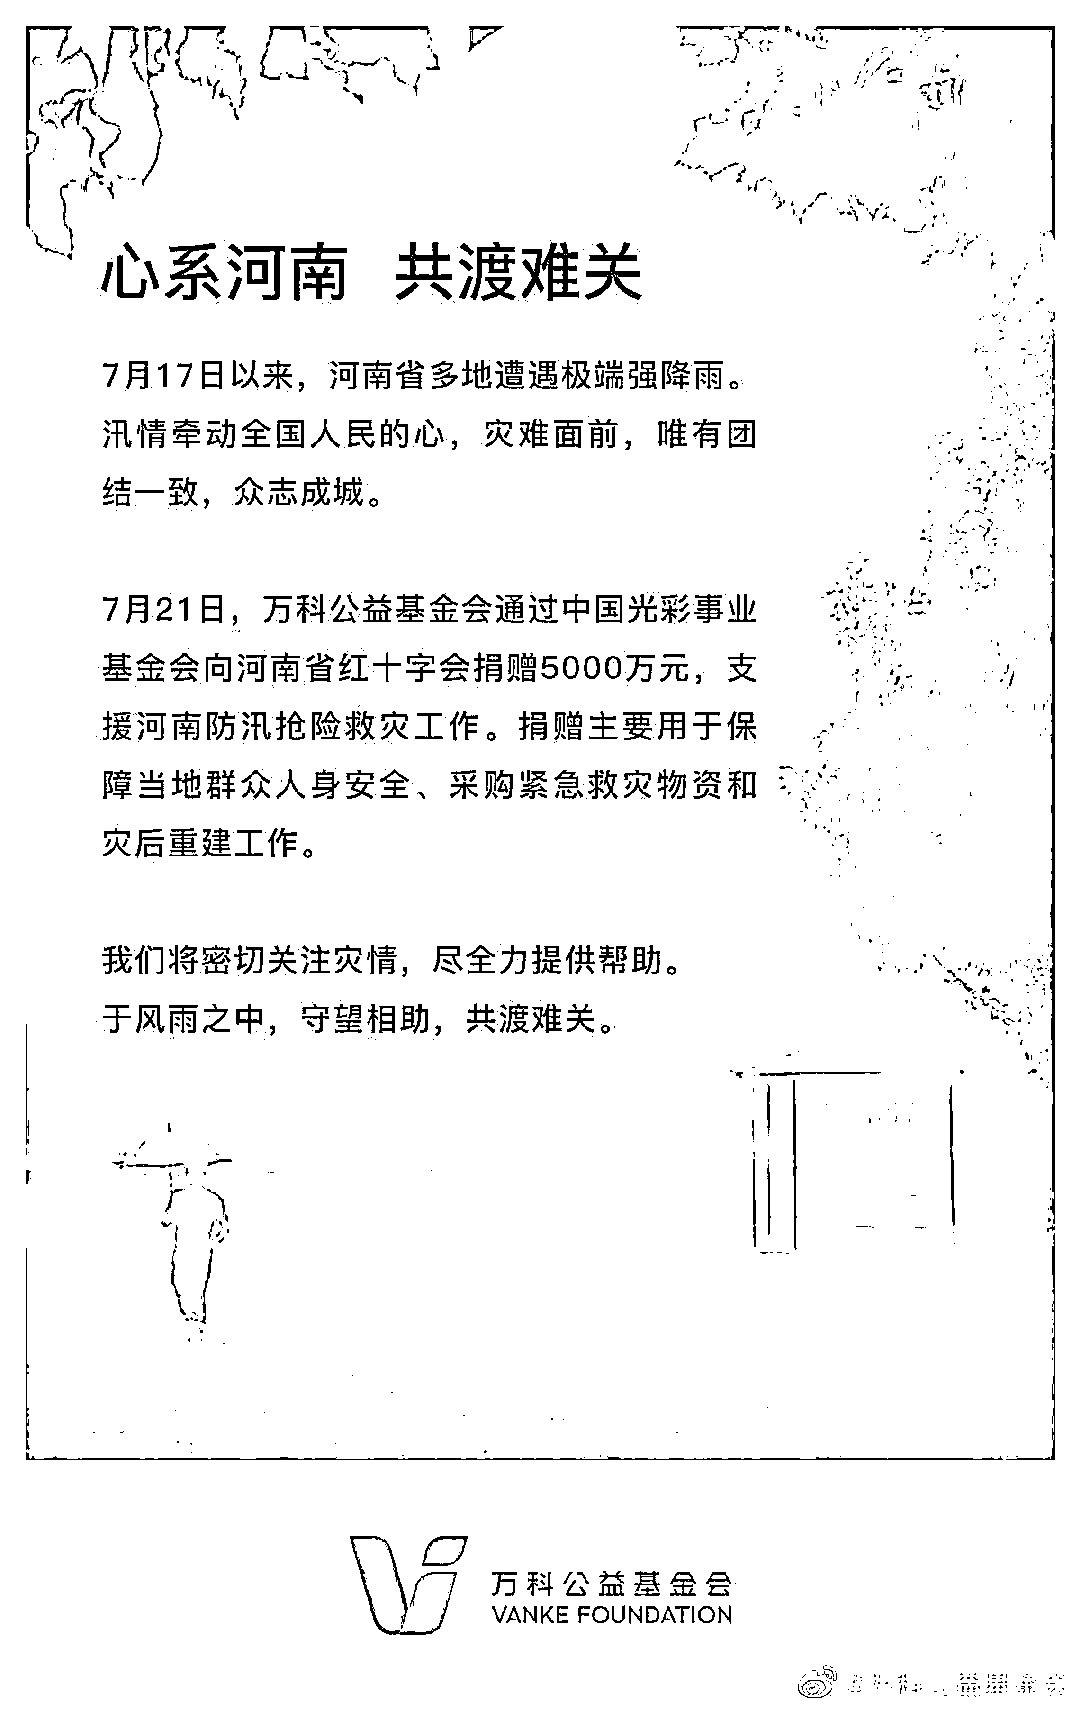 心系河南 共渡难关
7月17日以来，河南省多地遭遇极端强降雨。
汛情牵动全国人民的心，灾难面前，唯有团
结一致，众志成城。
7月21日，万科公益基金会通过中国光彩事业
基金会向河南省红十字会捐赠5000万元，支
援河南防汛抢险救灾工作。捐赠主要用于保
障当地群众人身安全、采购紧急救灾物资和
灾后重建工作。
我们将密切关注灾情，尽全力提供帮助。
于风雨之中，守望相助，共渡难关。
万科公益基金会
VANKE FOUNDATION